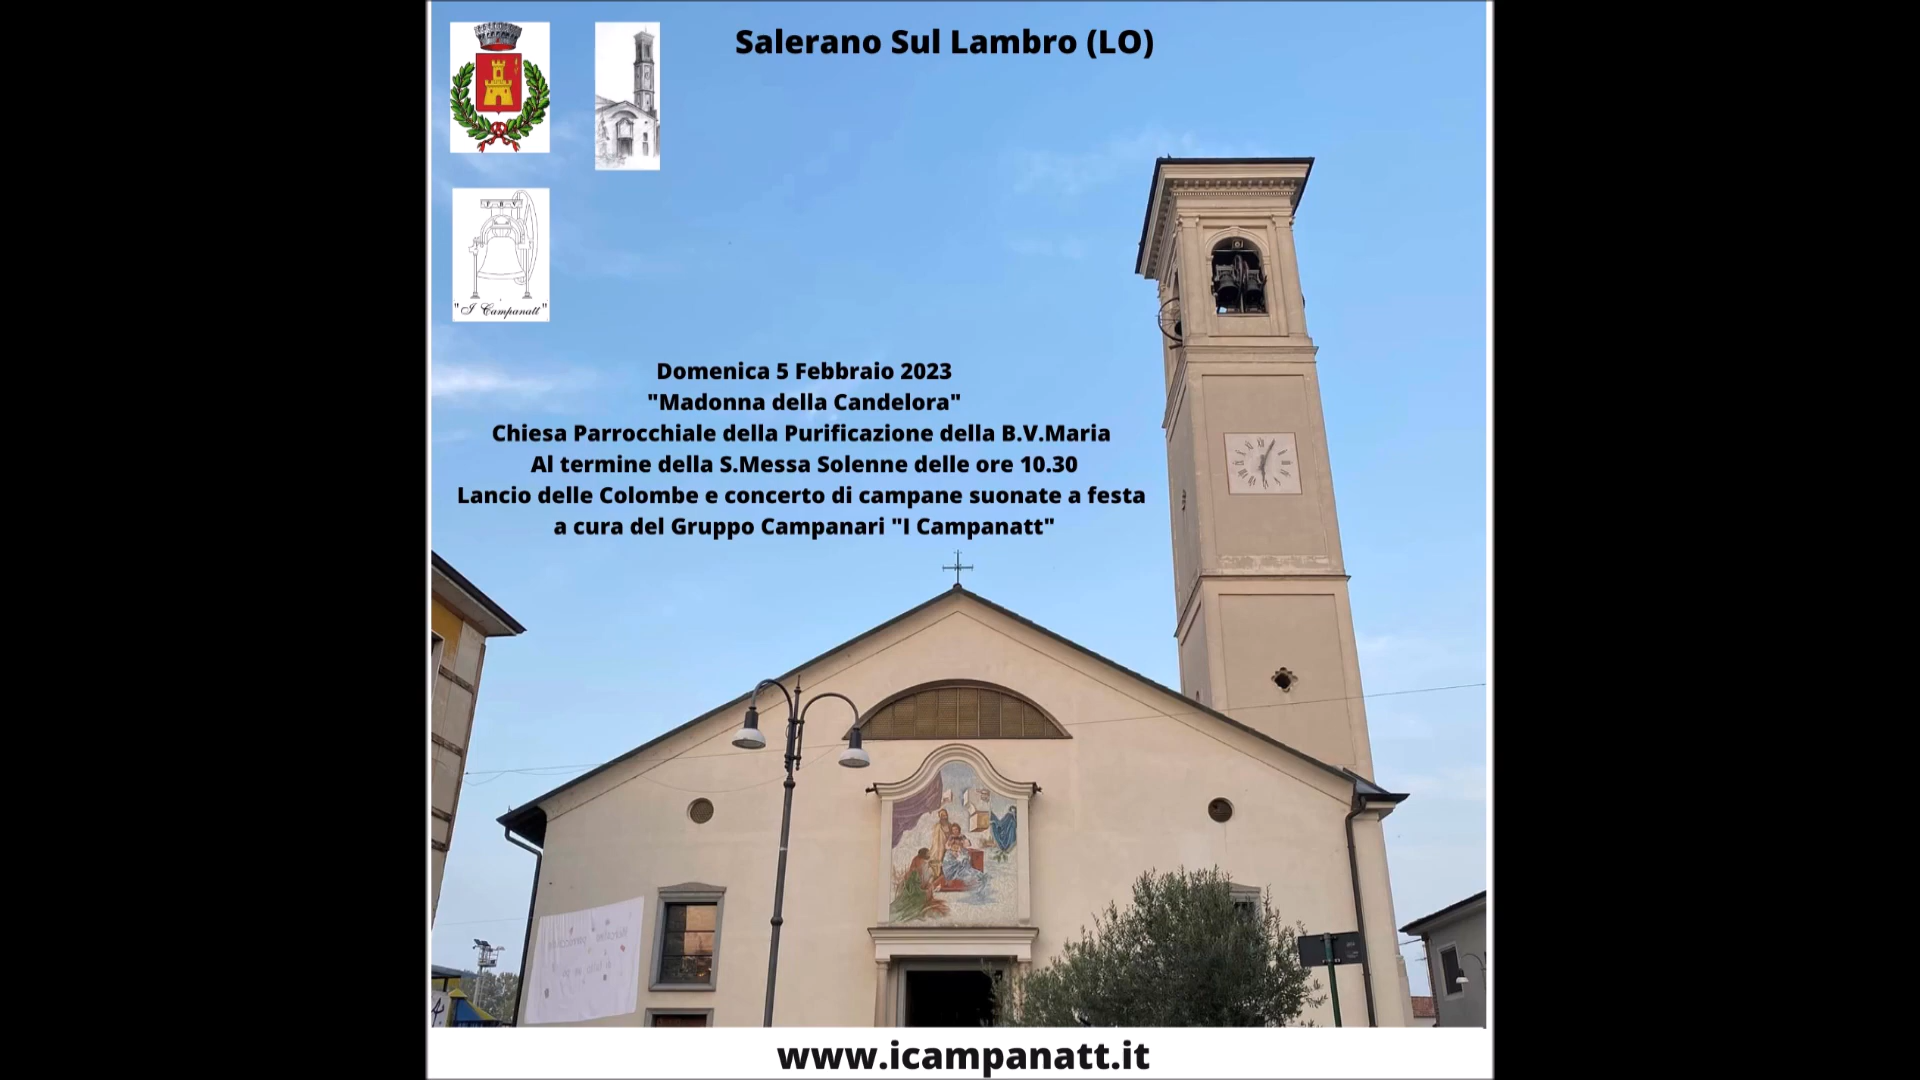 Salerano Sul Lambro (LO)
F B V
"I Campanatt"
Domenica 5 Febbraio 2023
"Madonna della Candelora"
Chiesa Parrocchiale della Purificazione della B.V.Maria
Al termine della S.Messa Solenne delle ore 10.30
Lancio delle Colombe e concerto di campane suonate a festa
a cura del Gruppo Campanari "I Campanatt"
www.icampanatt.it